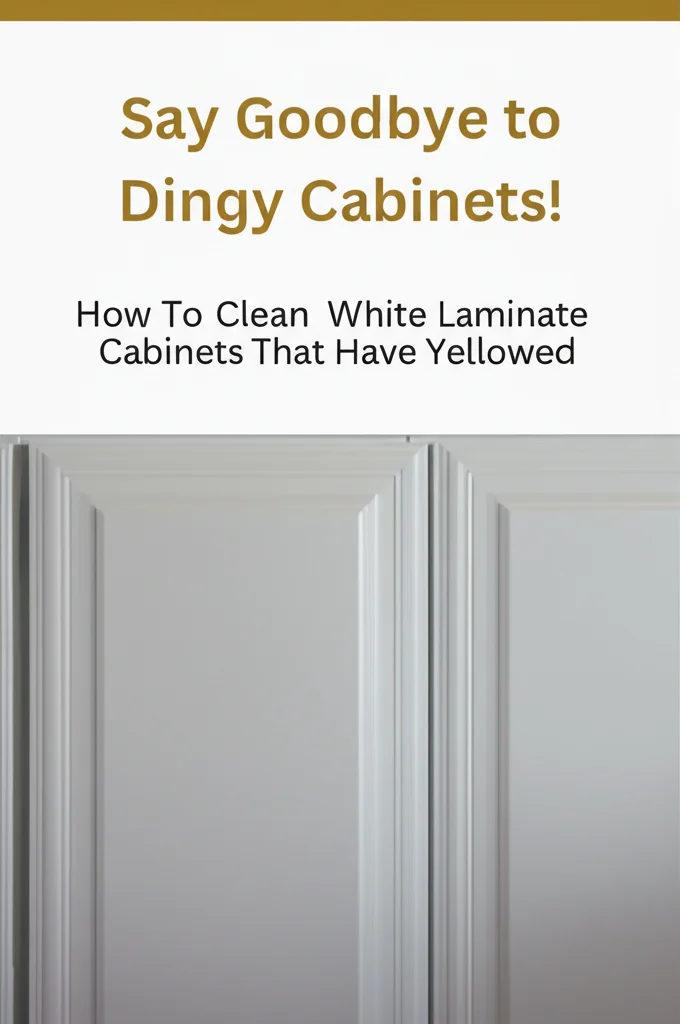 Say Goodbye to
Dingy Cabinets!
How To Clean White Laminate
Cabinets That Have Yellowed